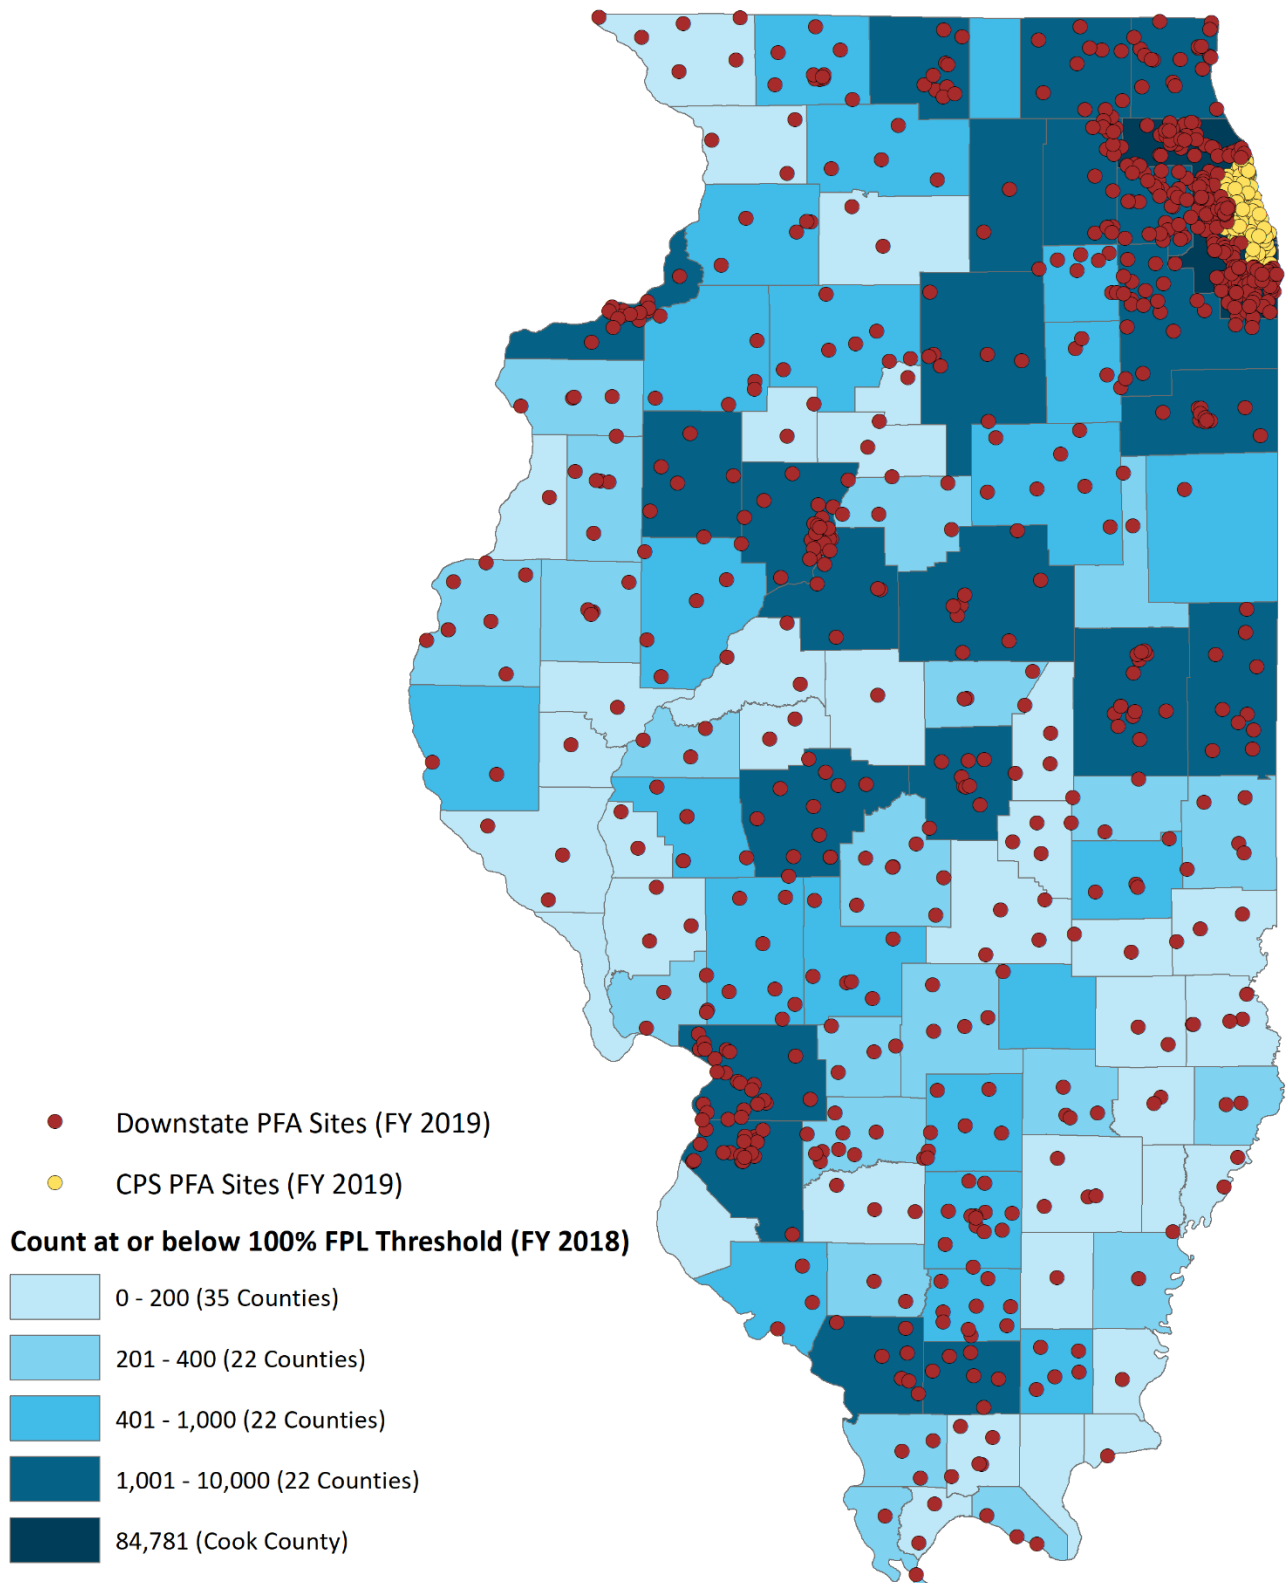 Downstate PFA Sites (FY 2019)
CPS PFA Sites (FY 2019)
Count at or below 100% FPL Threshold (FY 2018)
0 - 200 (35 Counties)
201 - 400 (22 Counties)
401 - 1,000 (22 Counties)
1,001 - 10,000 (22 Counties)
84,781 (Cook County)